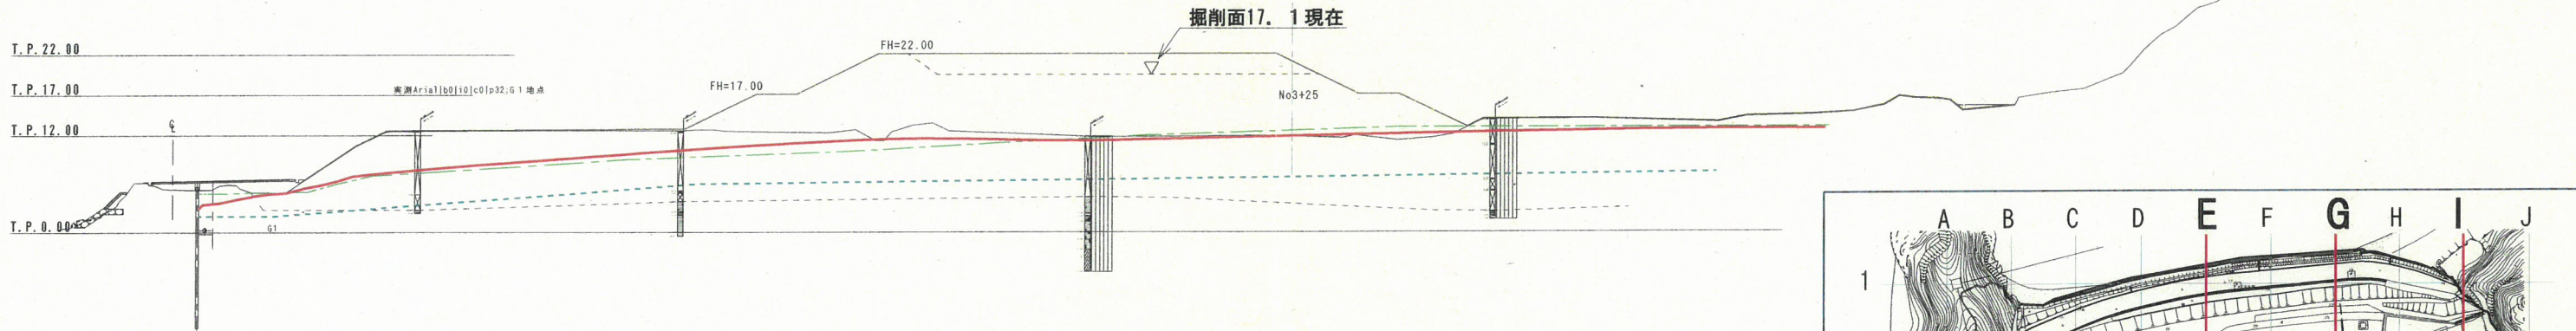 掘削面17. 1現在
T.P.22.00
FH=22.00
T.P.17.00
実測Arial|b0|i0|c0|p32;G1地点
FH=17.00
No3+25
T.P.12.00
T.P.0.00
G1
A B C D E F G H I J
1